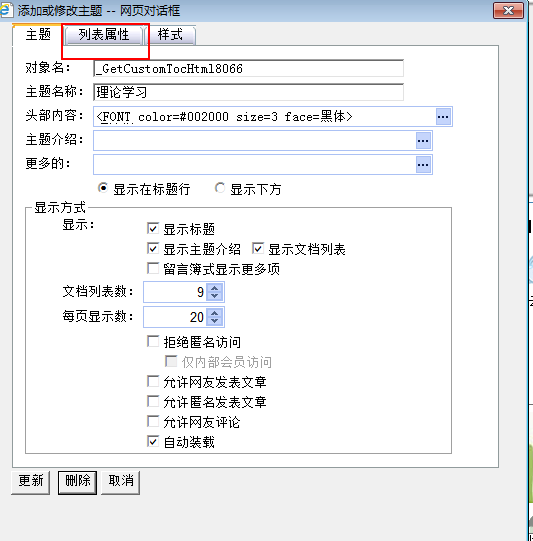 添加或修改主题 -- 网页对话框
主题 列表属性 样式
对象名: _GetCustomTocHtml8066
主题名称: 理论学习
头部内容: <FONT color=#002000 size=3 face=黑体>
主题介绍:
更多的:
显示在标题行 显示下方
显示方式
显示: 显示标题
显示主题介绍 显示文档列表
留言簿式显示更多项
文档列表数: 9
每页显示数: 20
拒绝匿名访问
仅内部会员访问
允许网友发表文章
允许匿名发表文章
允许网友评论
自动装载
更新 删除 取消